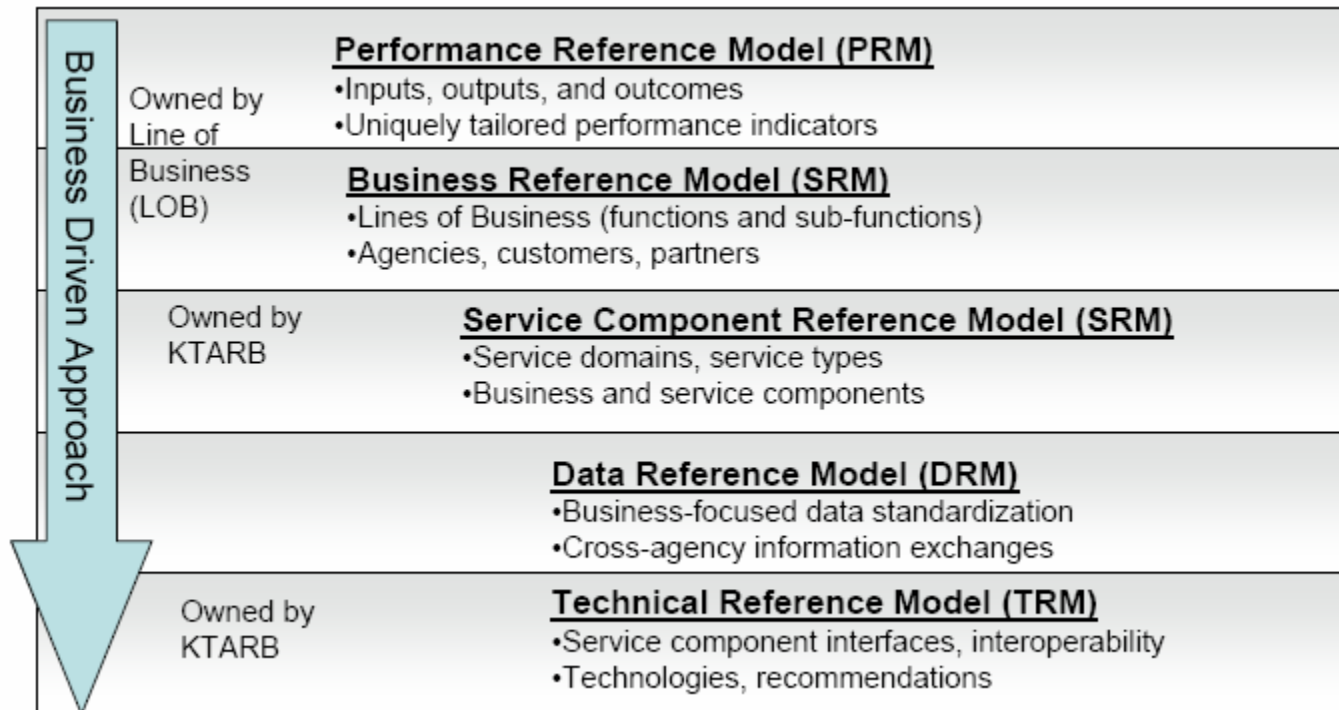 Business Driven Approach
Owned by
Line of
Business
(LOB)
Performance Reference Model (PRM)
•Inputs, outputs, and outcomes
•Uniquely tailored performance indicators
Business Reference Model (SRM)
•Lines of Business (functions and sub-functions)
•Agencies, customers, partners
Owned by
KTARB
Service Component Reference Model (SRM)
•Service domains, service types
•Business and service components
Data Reference Model (DRM)
•Business-focused data standardization
•Cross-agency information exchanges
Owned by
KTARB
Technical Reference Model (TRM)
•Service component interfaces, interoperability
•Technologies, recommendations